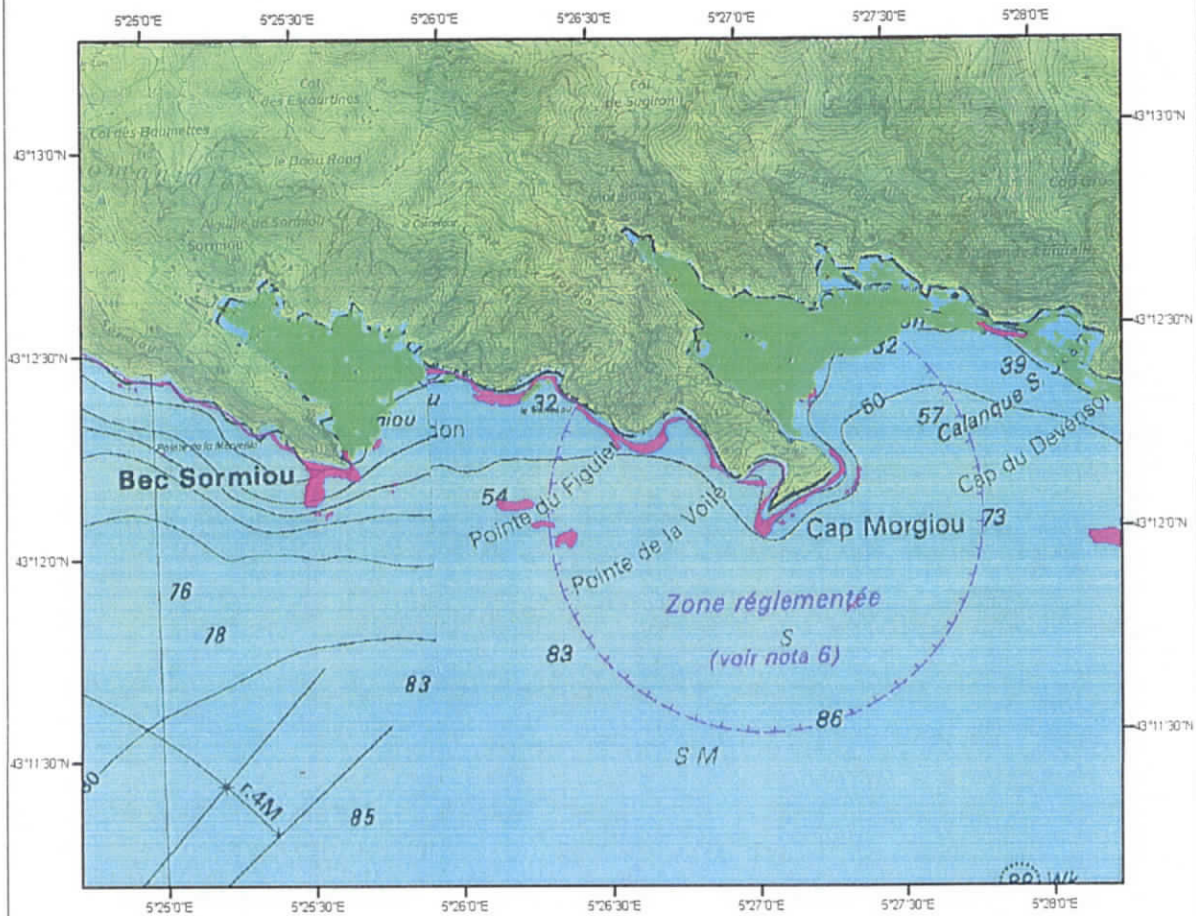 5°25'0"E
5°25'30"E
5°26'0"E
5°26'30"E
5°27'0"E
5°27'30"E
5°28'0"E
43°13'0"N
43°13'0"N
Col
des Escourtines
Col
de Sugiton
Col des Baumettes
le Baou Rond
Aiguille de Sormiou
Sormiou
43°12'30"N
43°12'30"N
32
39
32
60
57
Calanque S
Cap du Devenson
Bec Sormiou
54
Pointe du Figuier
Pointe de la Voile
Cap Morgiou
73
43°12'0"N
43°12'0"N
76
78
Zone réglementée
S
(voir nota 6)
83
83
86
43°11'30"N
43°11'30"N
S M
r.4M
85
Wk
5°25'0"E
5°25'30"E
5°26'0"E
5°26'30"E
5°27'0"E
5°27'30"E
5°28'0"E